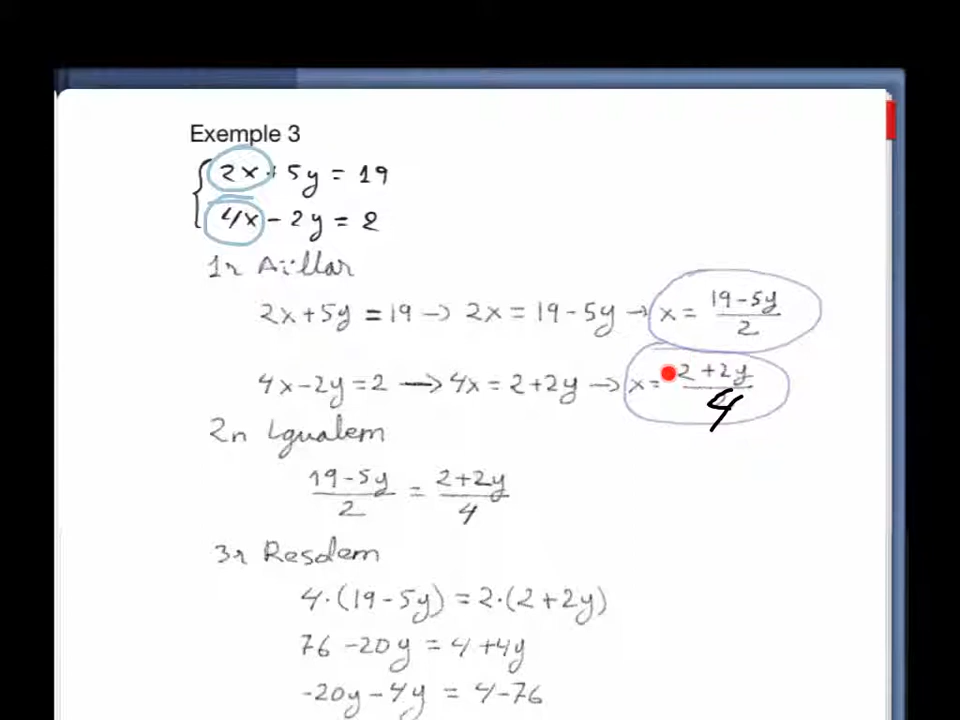 Exemple 3
2x+5y = 19
4x-2y = 2
1r Aïllar
2x+5y = 19 → 2x = 19-5y → x = (19-5y)/2
4x-2y = 2 → 4x = 2+2y → x = (2+2y)/4
2n Igualem
(19-5y)/2 = (2+2y)/4
3r Resolem
4·(19-5y) = 2·(2+2y)
76-20y = 4+4y
-20y-4y = 4-76